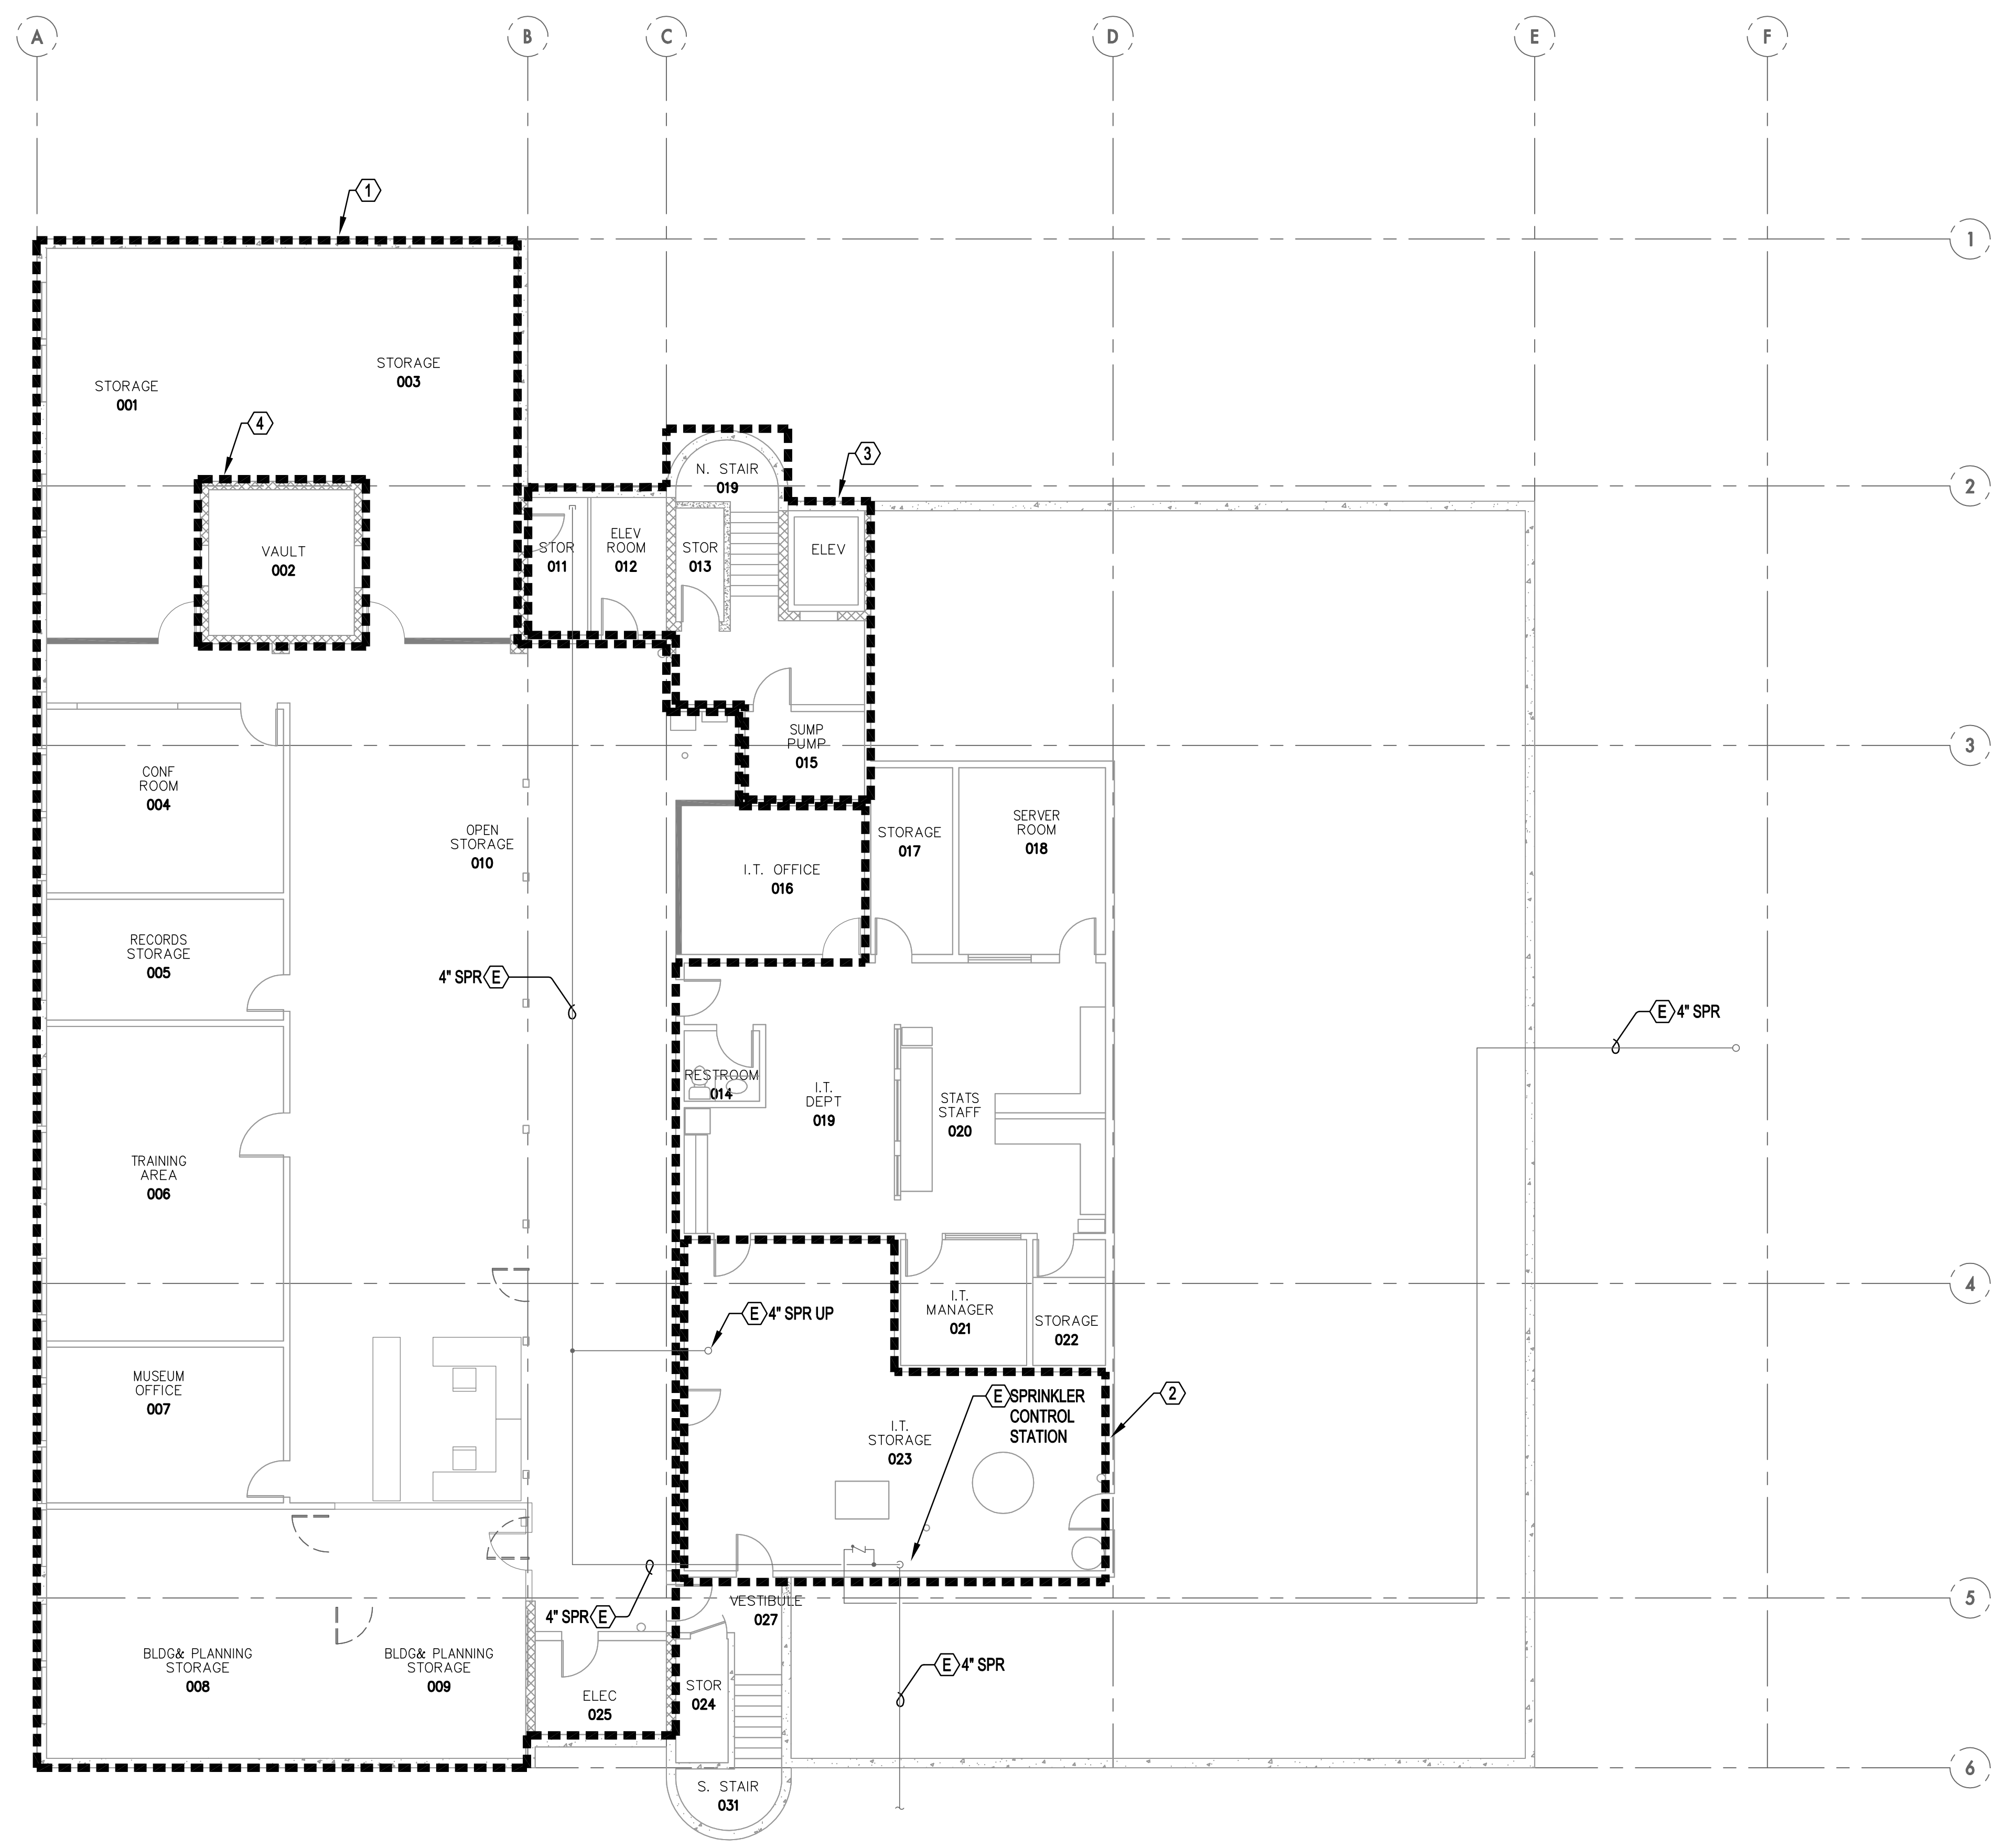 A
B
C
D
E
F
1
1
STORAGE
003
STORAGE
001
4
3
N. STAIR
019
2
VAULT
002
STOR
011
ELEV
ROOM
012
STOR
013
ELEV
SUMP
PUMP
015
3
CONF
ROOM
004
OPEN
STORAGE
010
STORAGE
017
SERVER
ROOM
018
I.T. OFFICE
016
RECORDS
STORAGE
005
4" SPR E
E 4" SPR
RESTROOM
014
I.T.
DEPT
019
STATS
STAFF
020
TRAINING
AREA
006
4
I.T.
MANAGER
021
STORAGE
022
E 4" SPR UP
MUSEUM
OFFICE
007
E SPRINKLER
CONTROL
STATION
2
I.T.
STORAGE
023
VESTIBULE
027
5
4" SPR E
BLDG& PLANNING
STORAGE
008
BLDG& PLANNING
STORAGE
009
E 4" SPR
ELEC
025
STOR
024
6
S. STAIR
031